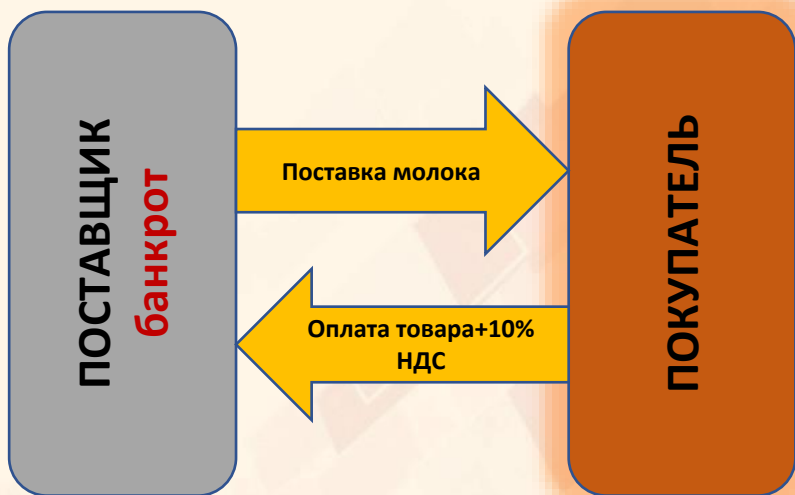 ПОСТАВЩИК
банкрот
Поставка молока
Оплата товара+10%
НДС
ПОКУПАТЕЛЬ